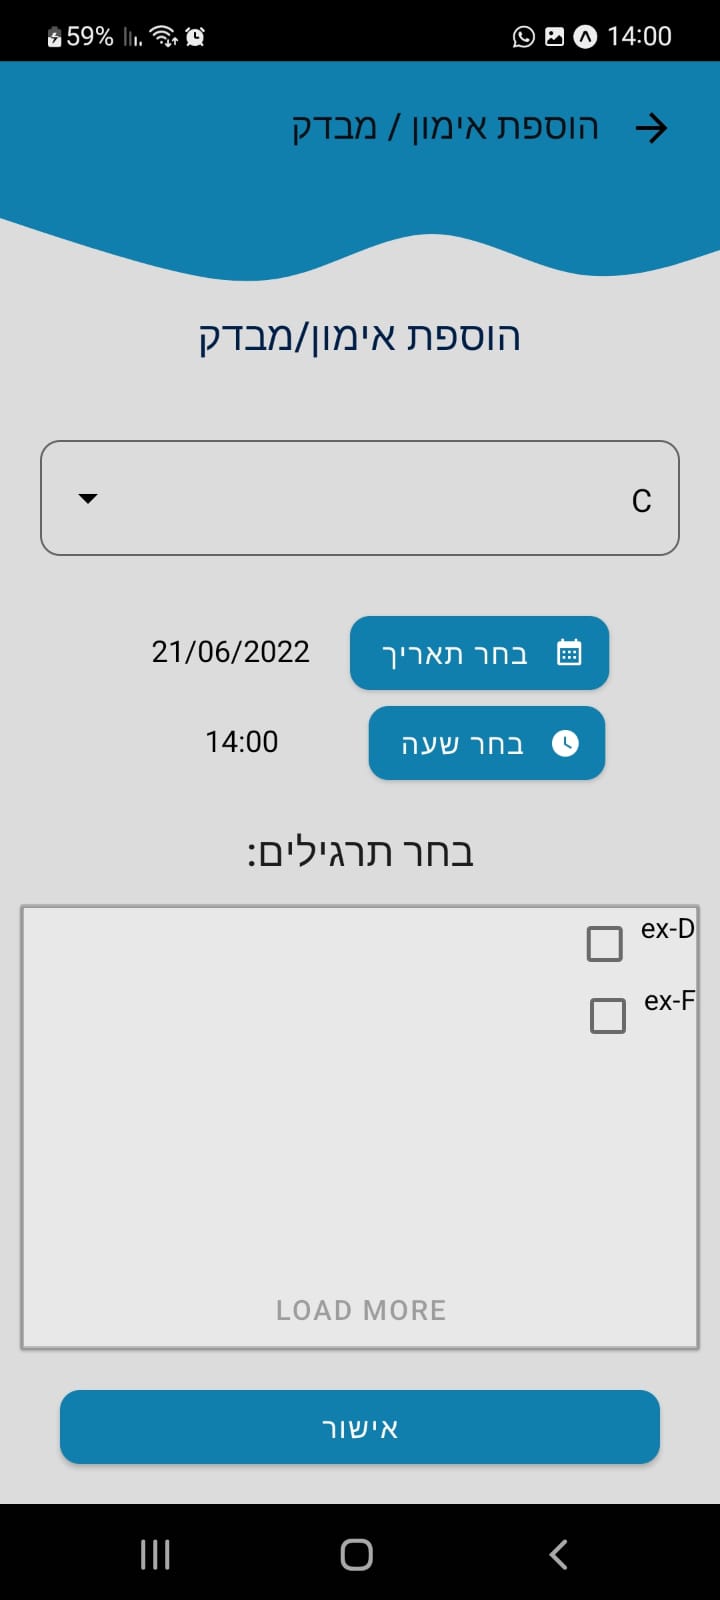 59% 14:00
הוספת אימון / מבדק
הוספת אימון/מבדק
C
בחר תאריך 21/06/2022
בחר שעה 14:00
בחר תרגילים:
ex-D
ex-F
LOAD MORE
אישור